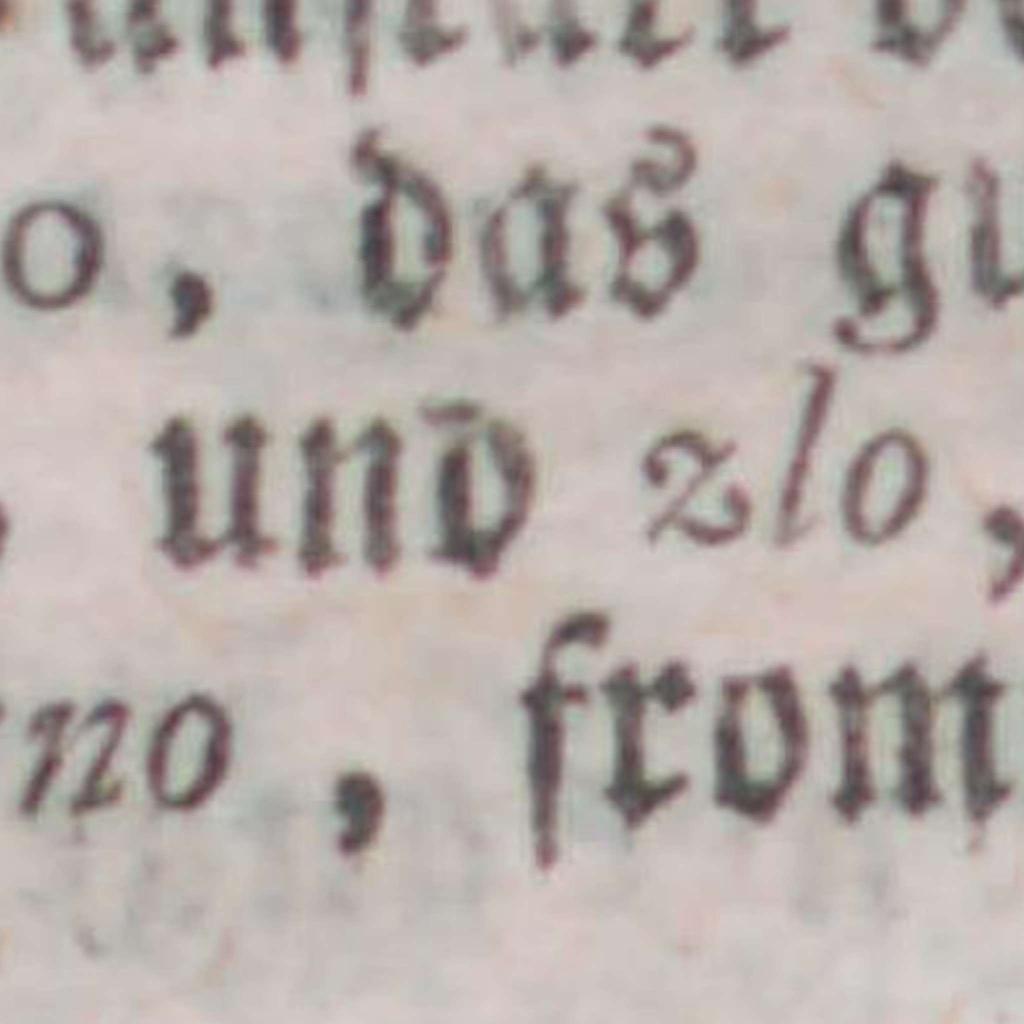 o, das gu
, und zlo,
no, from